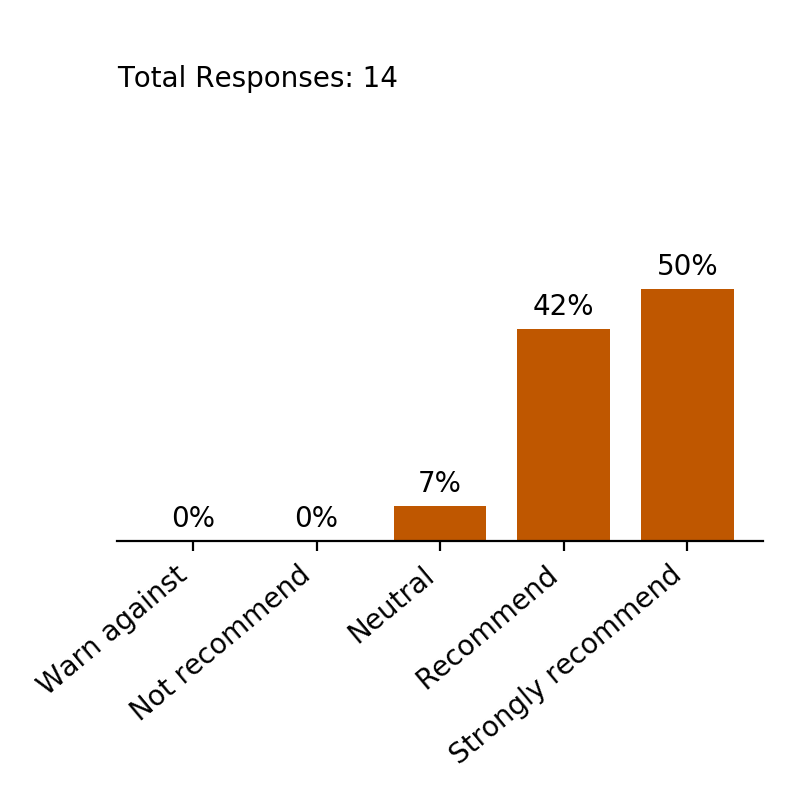 Total Responses: 14
50%
42%
7%
0%
0%
Warn against
Not recommend
Neutral
Recommend
Strongly recommend